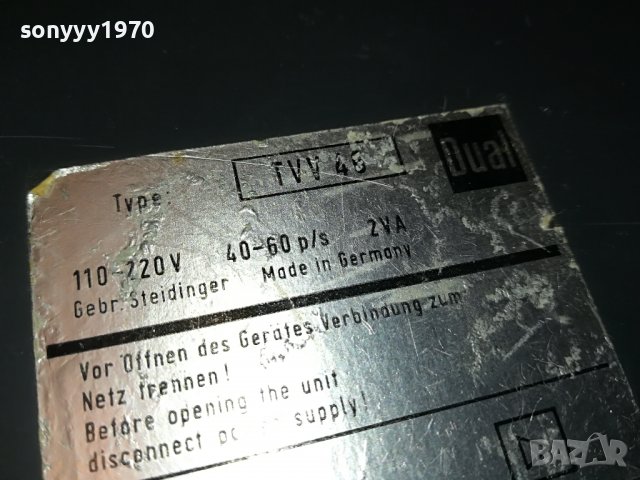 sonyyy1970
Type: TVV 46 Dual
110-220V 40-60 p/s 2VA
Gebr. Steidinger Made in Germany
Vor Öffnen des Gerätes Verbindung zum
Netz trennen!
Before opening the unit
disconnect supply!
BAZAR